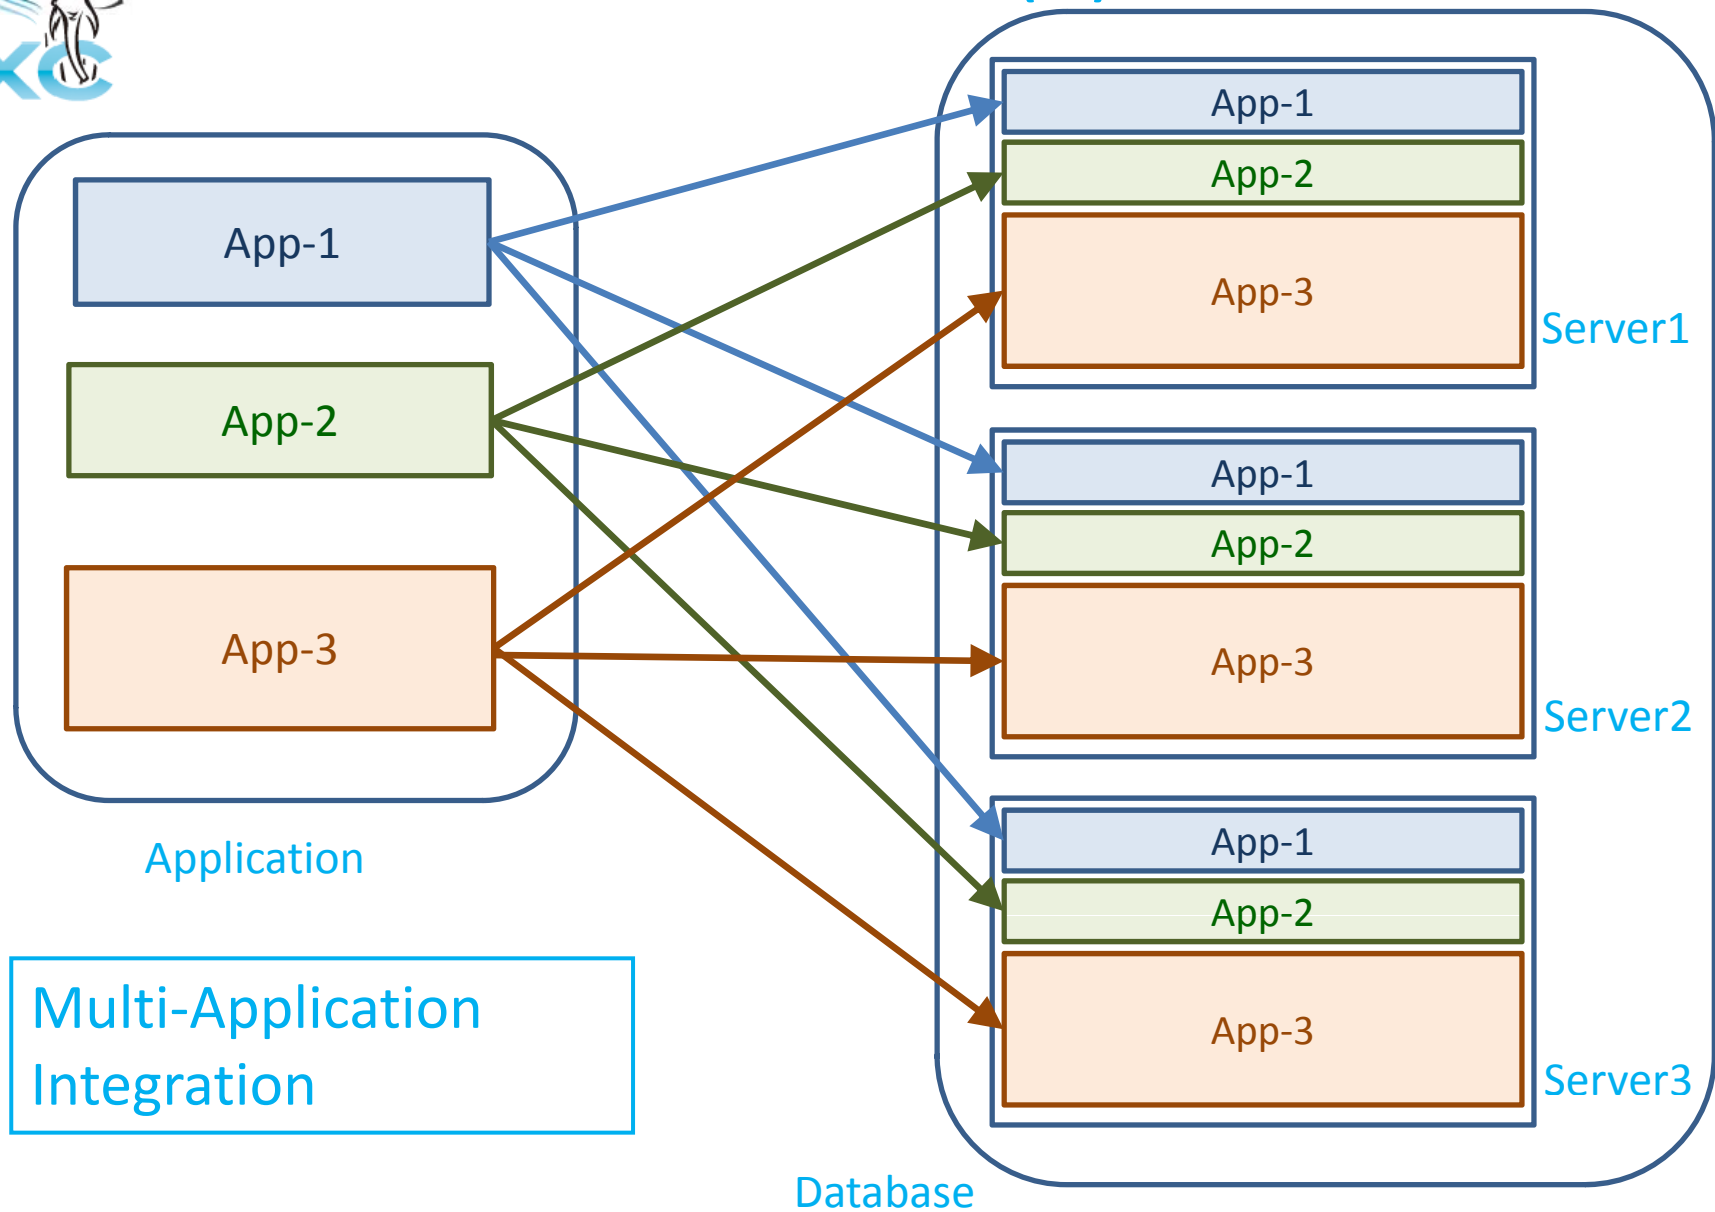 XC
App-1
App-2
App-3
Application
Multi-Application
Integration
App-1
App-2
App-3
Server1
App-1
App-2
App-3
Server2
App-1
App-2
App-3
Server3
Database